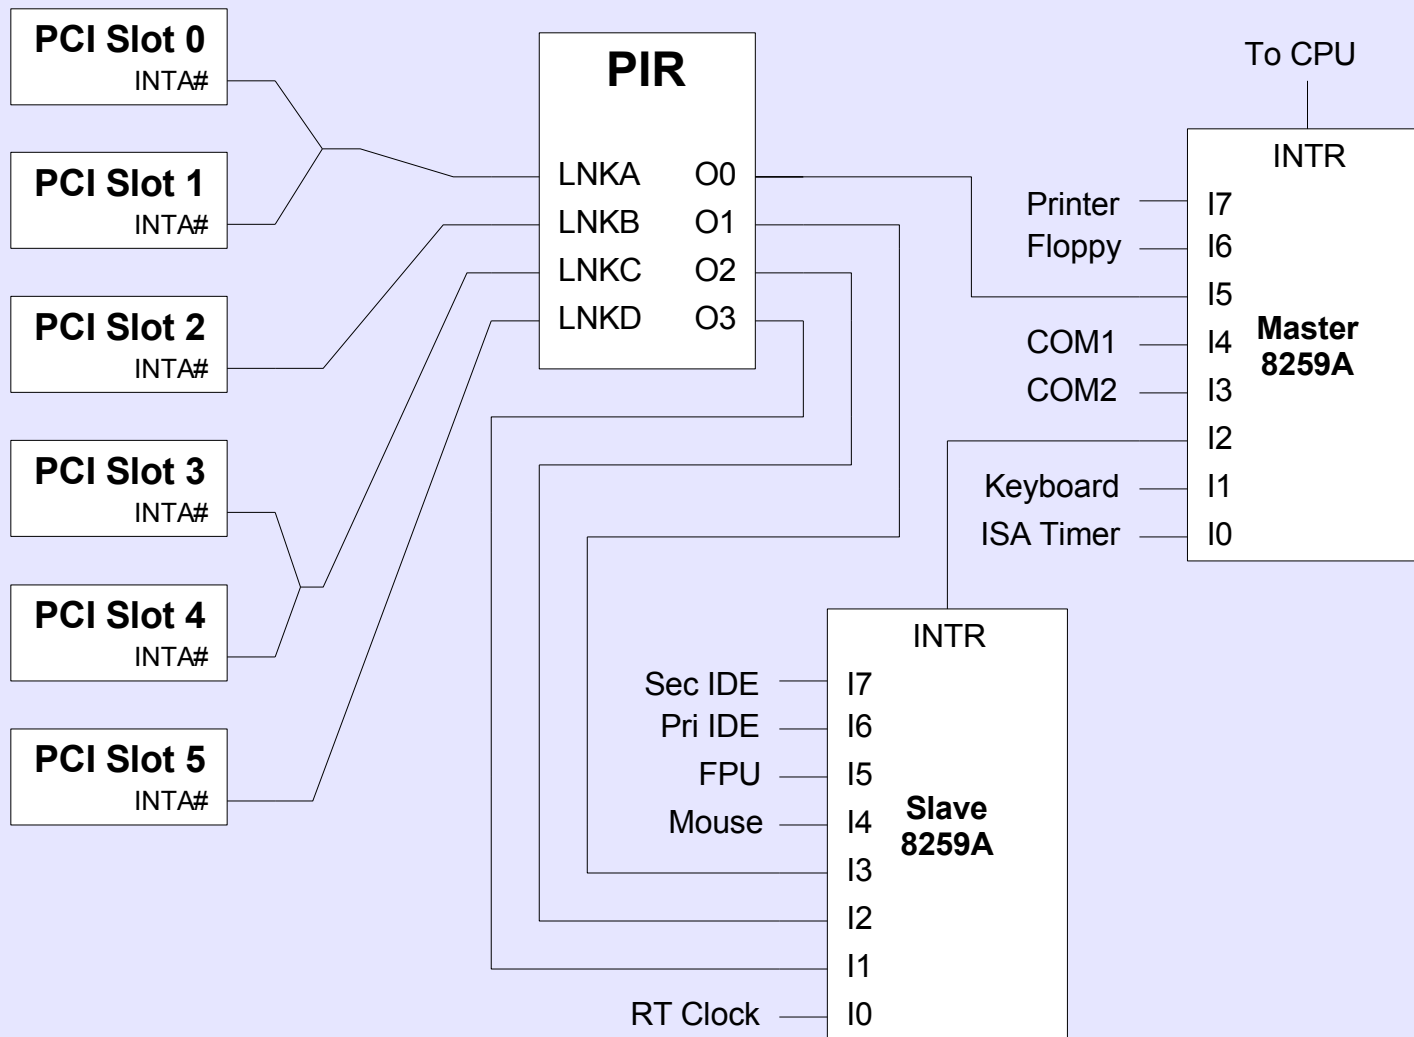 PCI Slot 0
INTA#
PCI Slot 1
INTA#
PCI Slot 2
INTA#
PCI Slot 3
INTA#
PCI Slot 4
INTA#
PCI Slot 5
INTA#
PIR
LNKA O0
LNKB O1
LNKC O2
LNKD O3
To CPU
INTR
Printer I7
Floppy I6
I5
COM1 I4
COM2 I3
I2
Keyboard I1
ISA Timer I0
Master
8259A
INTR
Sec IDE I7
Pri IDE I6
FPU I5
Mouse I4
I3
I2
I1
RT Clock I0
Slave
8259A